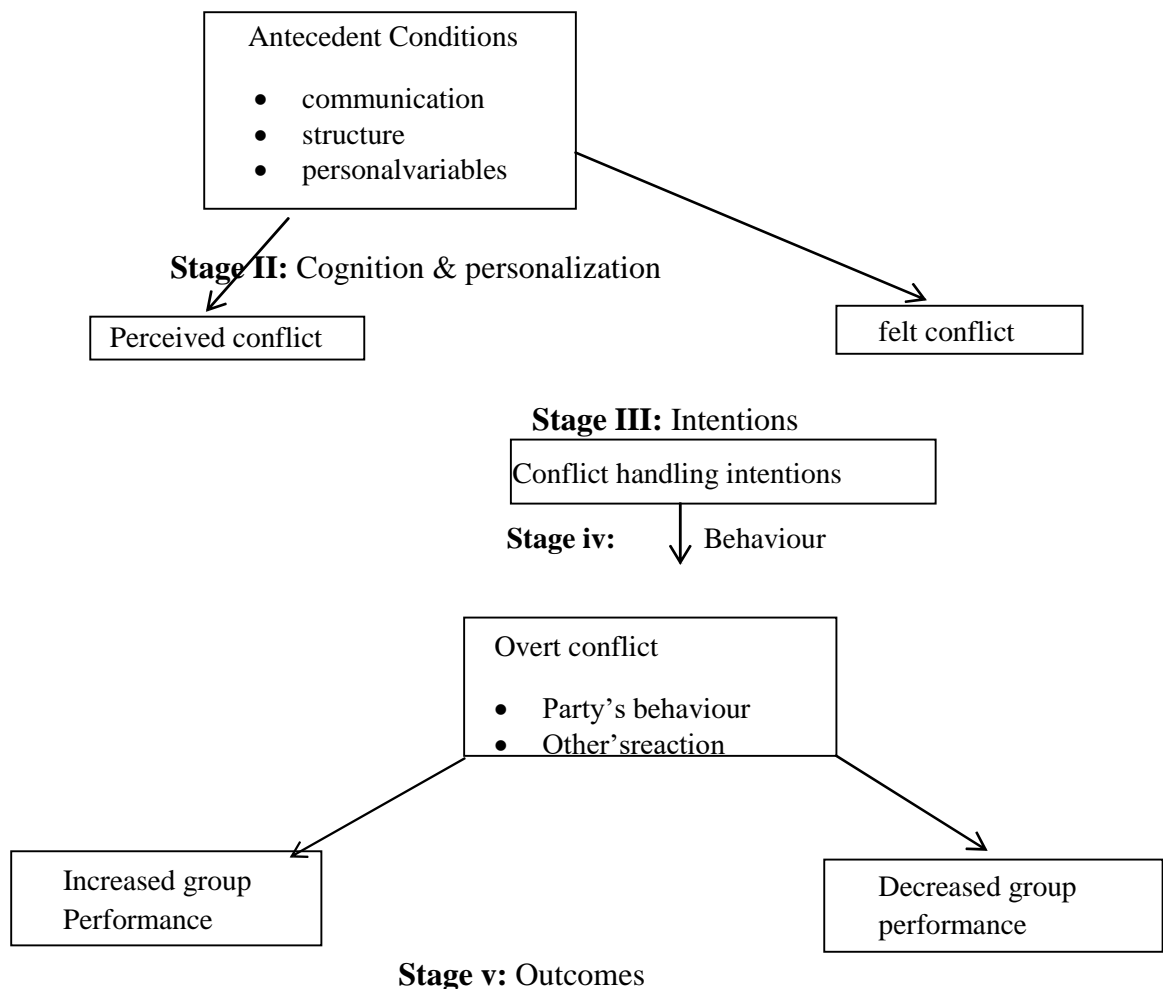 Antecedent Conditions
• communication
• structure
• personalvariables
Stage II: Cognition & personalization
Perceived conflict
felt conflict
Stage III: Intentions
Conflict handling intentions
Stage iv: Behaviour
Overt conflict
• Party’s behaviour
• Other’sreaction
Increased group
Performance
Decreased group
performance
Stage v: Outcomes